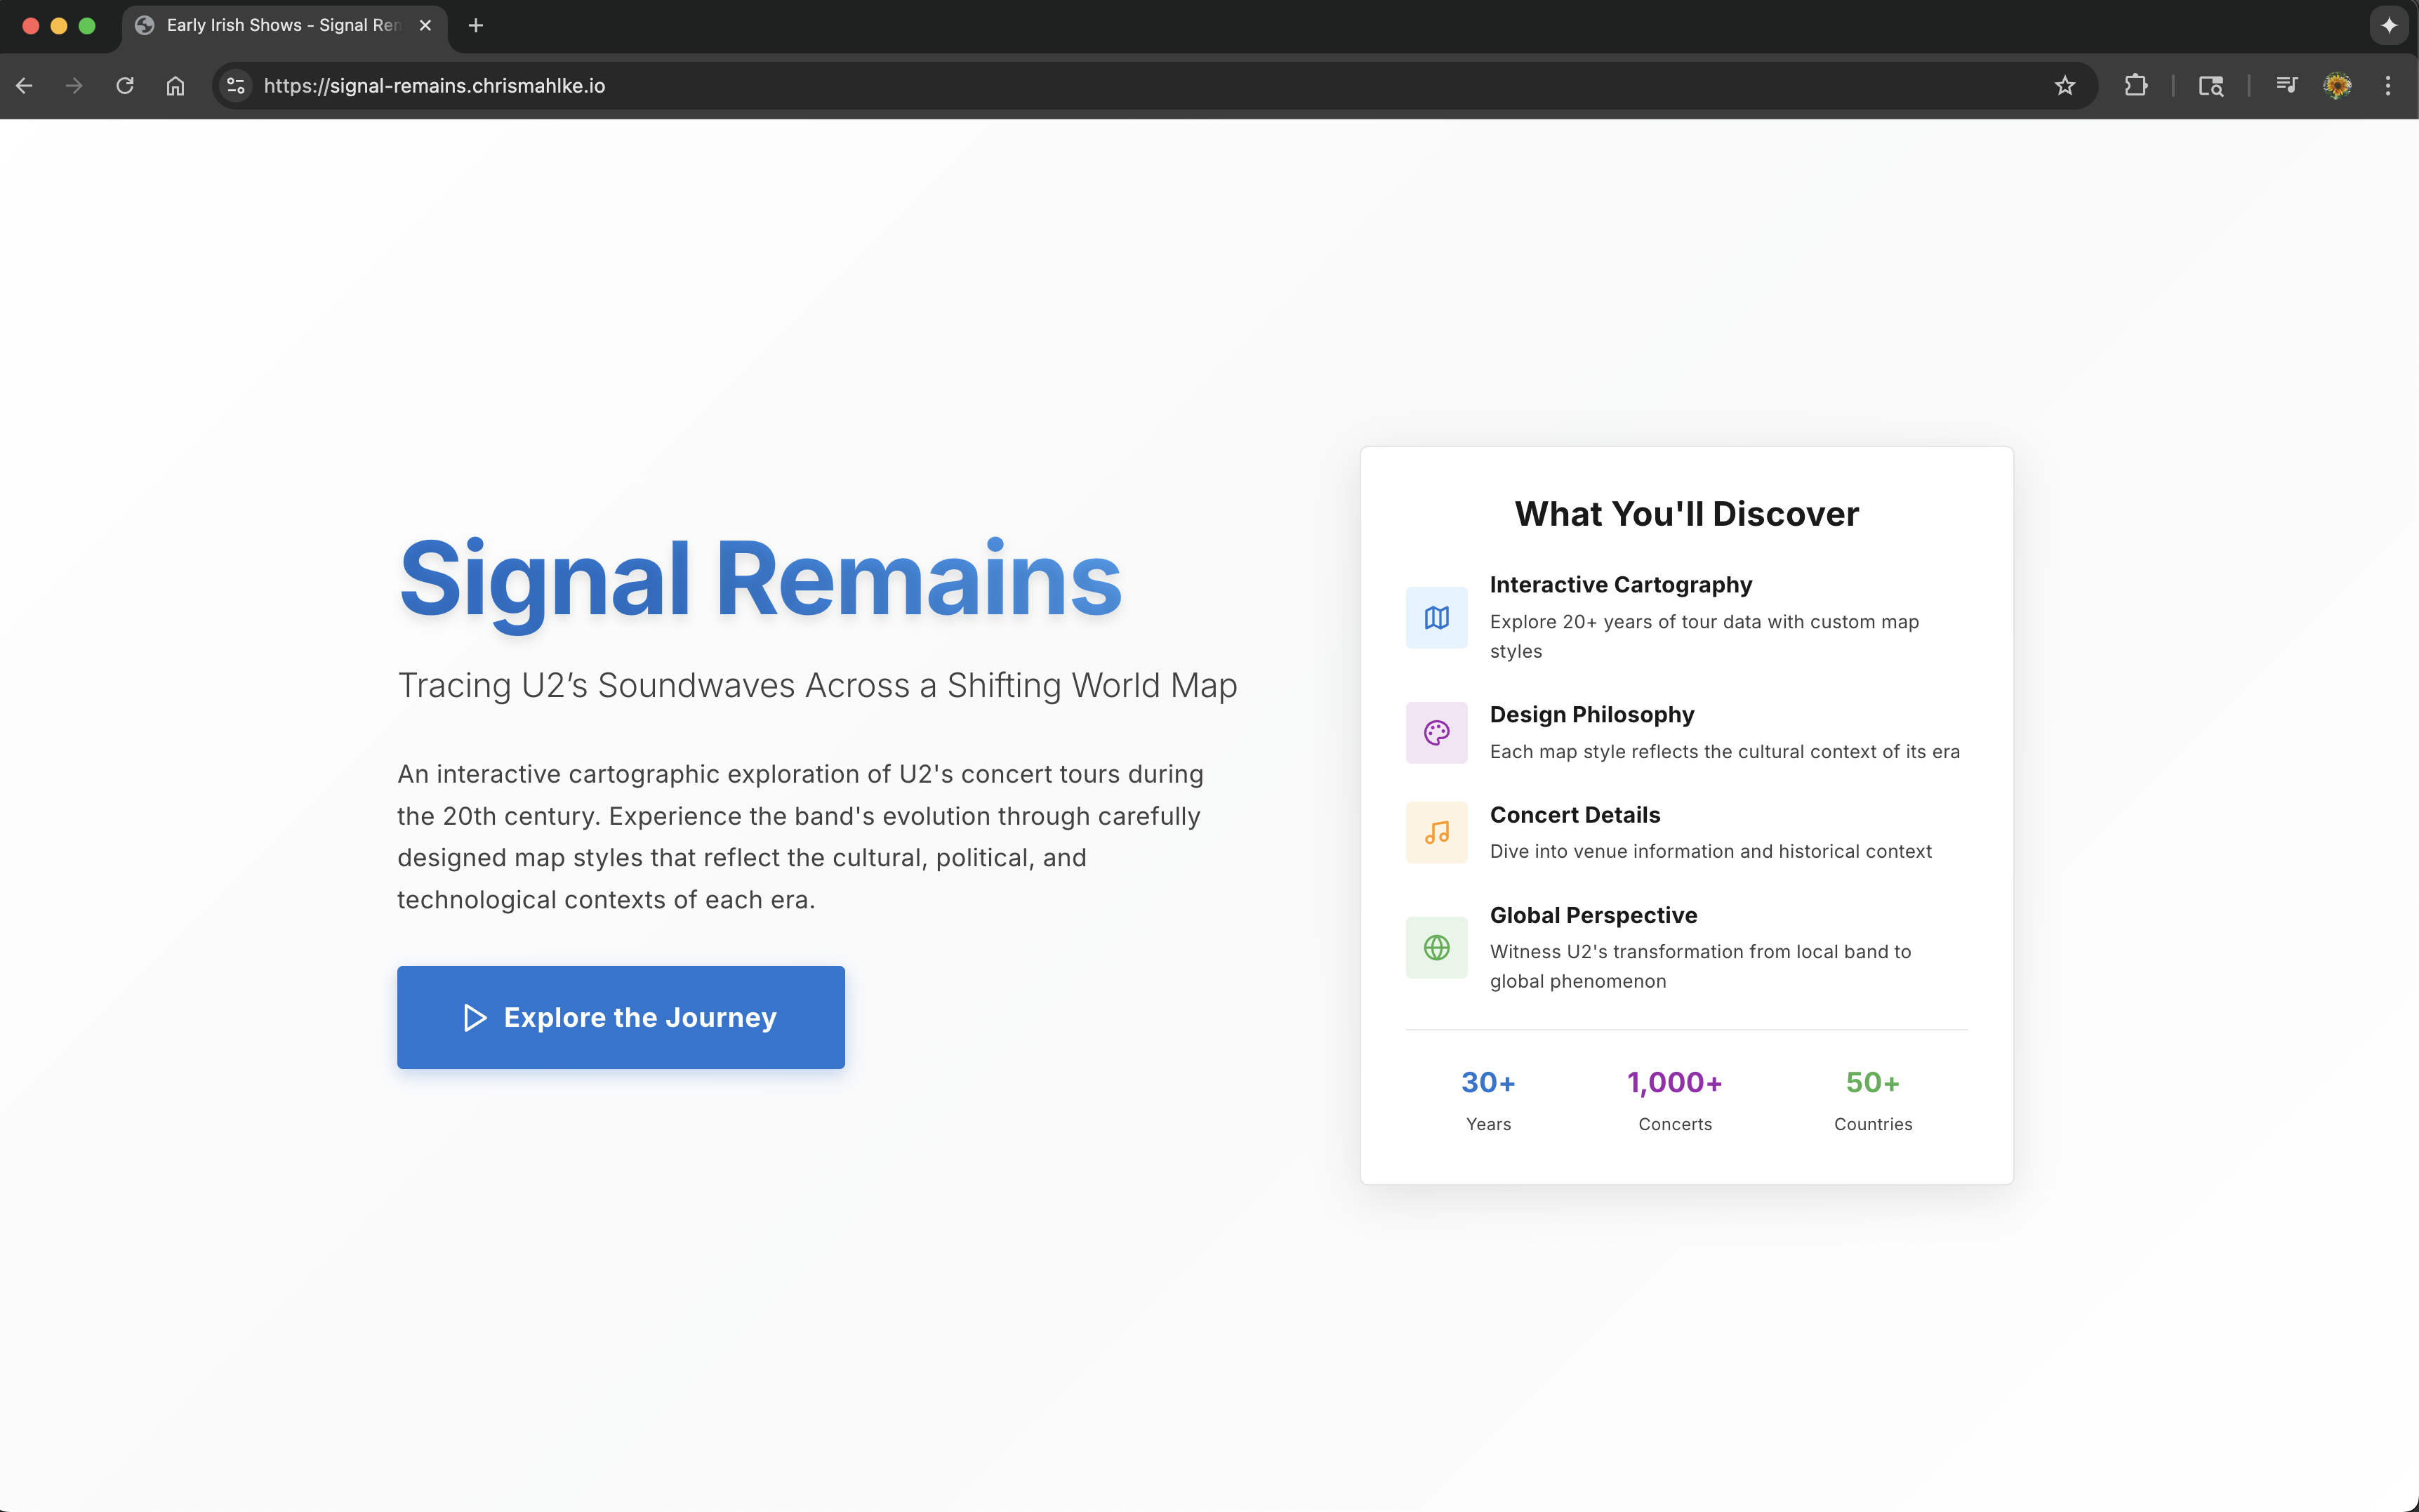 Early Irish Shows - Signal Rem
https://signal-remains.chrismahlke.io
Signal Remains
Tracing U2’s Soundwaves Across a Shifting World Map
An interactive cartographic exploration of U2's concert tours during
the 20th century. Experience the band's evolution through carefully
designed map styles that reflect the cultural, political, and
technological contexts of each era.
Explore the Journey
What You'll Discover
Interactive Cartography
Explore 20+ years of tour data with custom map
styles
Design Philosophy
Each map style reflects the cultural context of its era
Concert Details
Dive into venue information and historical context
Global Perspective
Witness U2's transformation from local band to
global phenomenon
30+
Years
1,000+
Concerts
50+
Countries